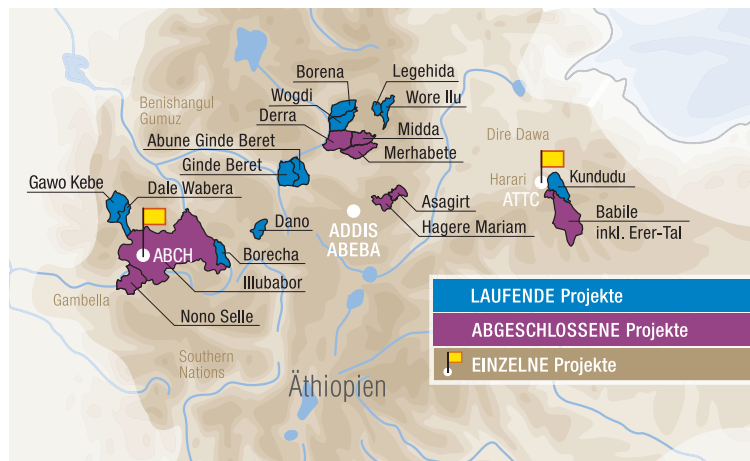 Borena
Legehida
Wogdi
Wore Ilu
Benishangul
Gumuz
Derra
Midda
Abune Ginde Beret
Merhabete
Dire Dawa
Ginde Beret
Gawo Kebe
Dale Wabera
Harari
Kundudu
ATTC
Asagirt
Dano
ADDIS
ABEBA
Hagere Mariam
Babile
inkl. Erer-Tal
ABCH
Borecha
Illubabor
Gambella
Nono Selle
LAUFENDE Projekte
ABGESCHLOSSENE Projekte
EINZELNE Projekte
Southern
Nations
Äthiopien